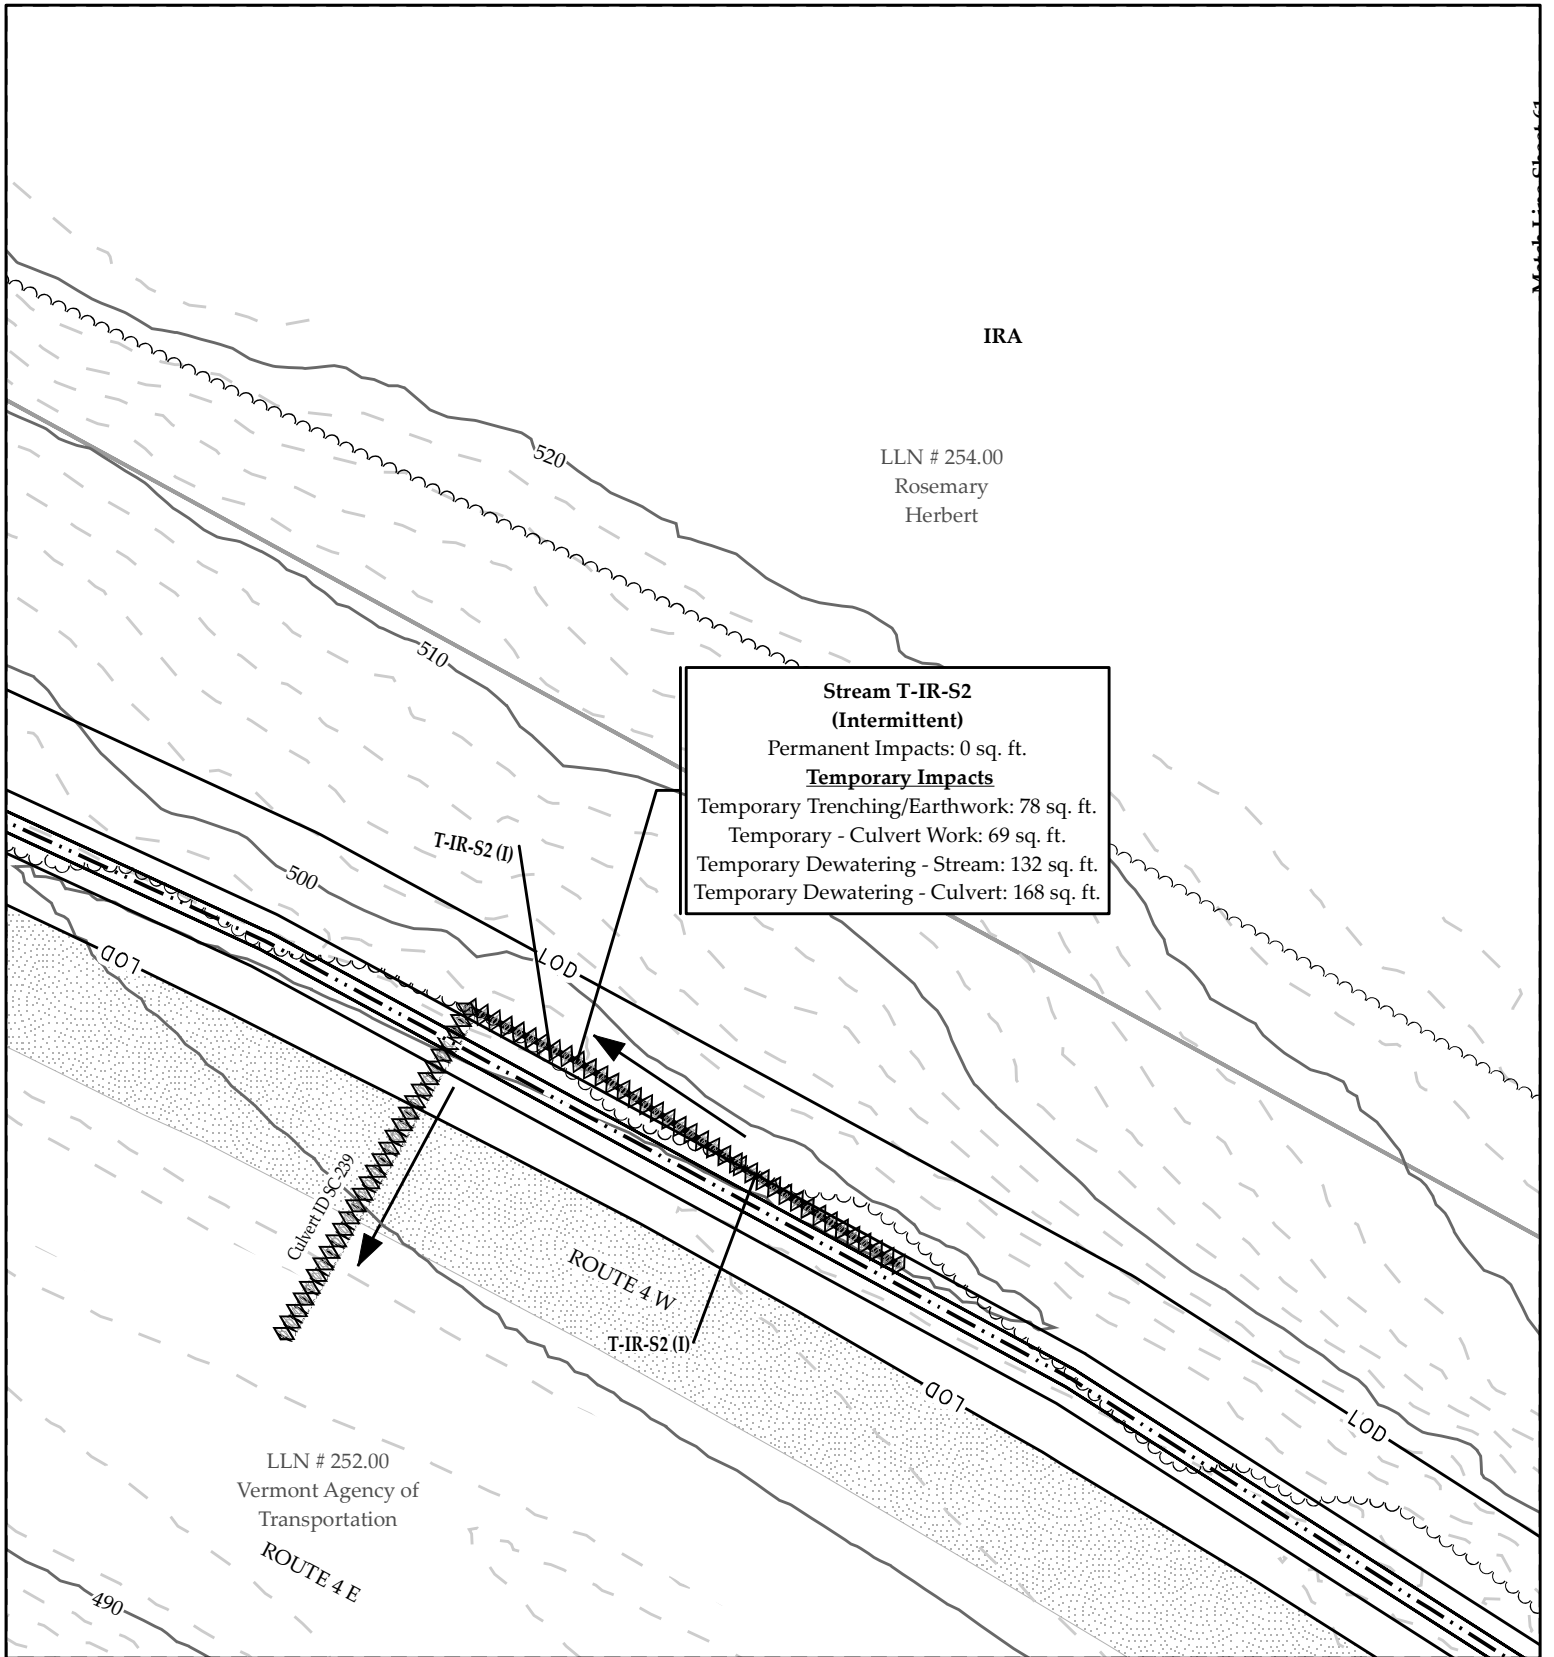 IRA
LLN # 254.00
Rosemary
Herbert
520
510
Stream T-IR-S2
(Intermittent)
Permanent Impacts: 0 sq. ft.
Temporary Impacts
Temporary Trenching/Earthwork: 78 sq. ft.
Temporary - Culvert Work: 69 sq. ft.
Temporary Dewatering - Stream: 132 sq. ft.
Temporary Dewatering - Culvert: 168 sq. ft.
T-IR-S2 (I)
500
LOD
LOD
Culvert ID SC-239
ROUTE 4 W
T-IR-S2 (I)
LOD
LOD
LLN # 252.00
Vermont Agency of
Transportation
ROUTE 4 E
490